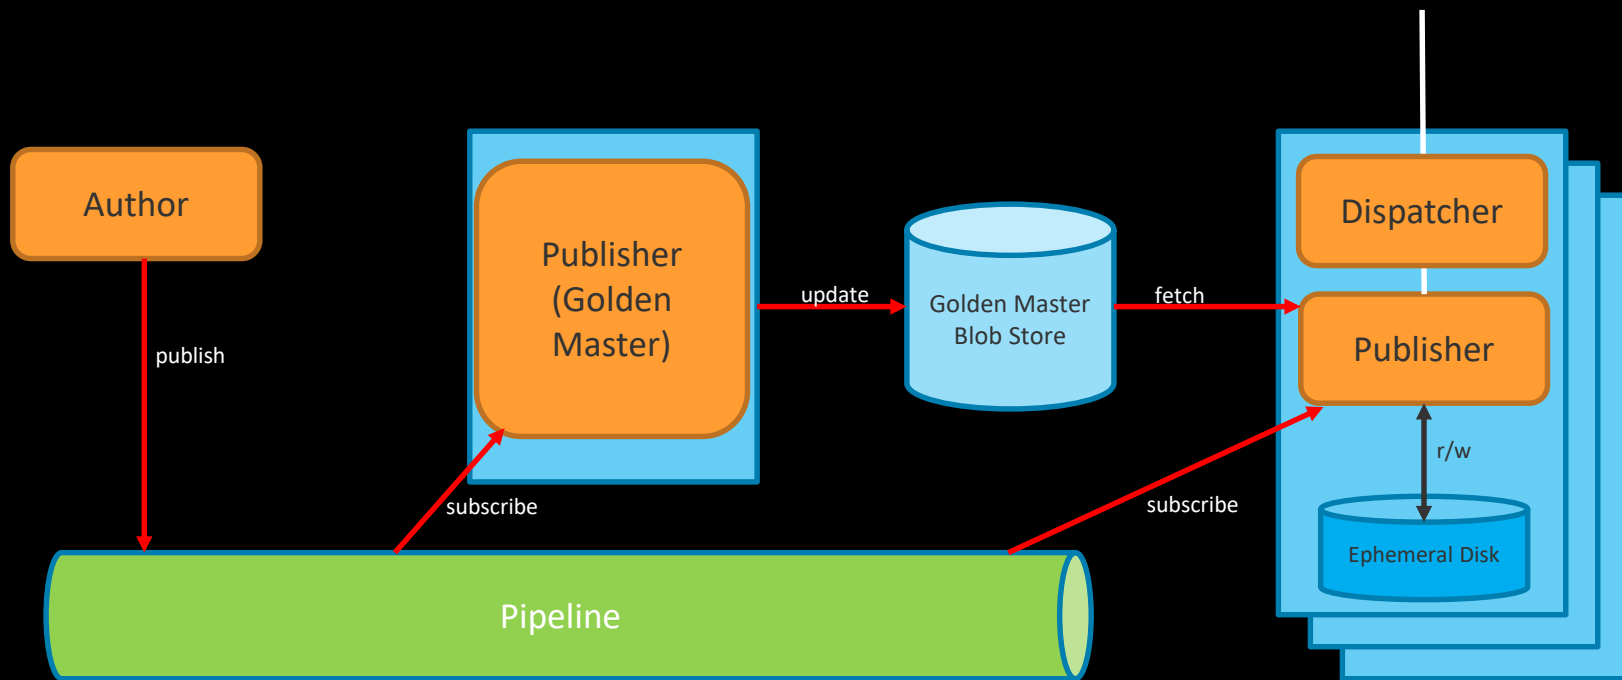 Author
publish
Publisher
(Golden
Master)
subscribe
update
Golden Master
Blob Store
fetch
Dispatcher
Publisher
r/w
subscribe
Ephemeral Disk
Pipeline